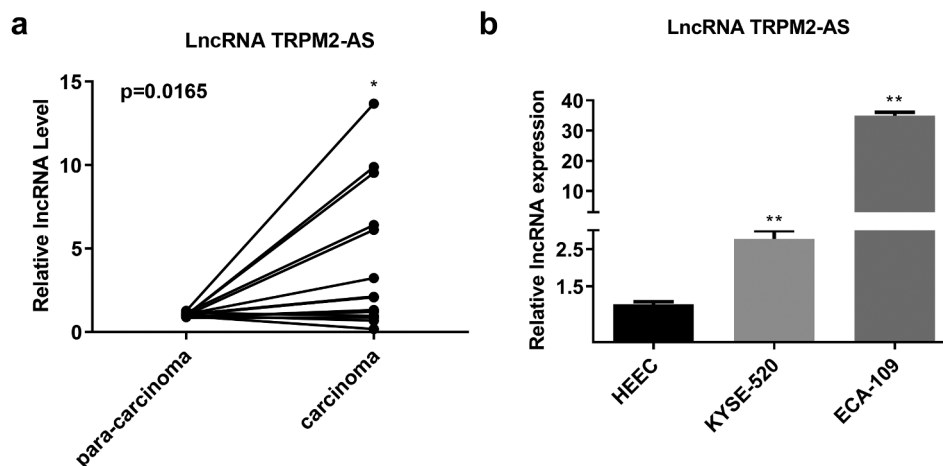 a
LncRNA TRPM2-AS
p=0.0165
*
Relative lncRNA Level
15
10
5
0
para-carcinoma
carcinoma
b
LncRNA TRPM2-AS
Relative lncRNA expression
40
30
20
10
2.5
1.5
**
**
HEEC
KYSE-520
ECA-109